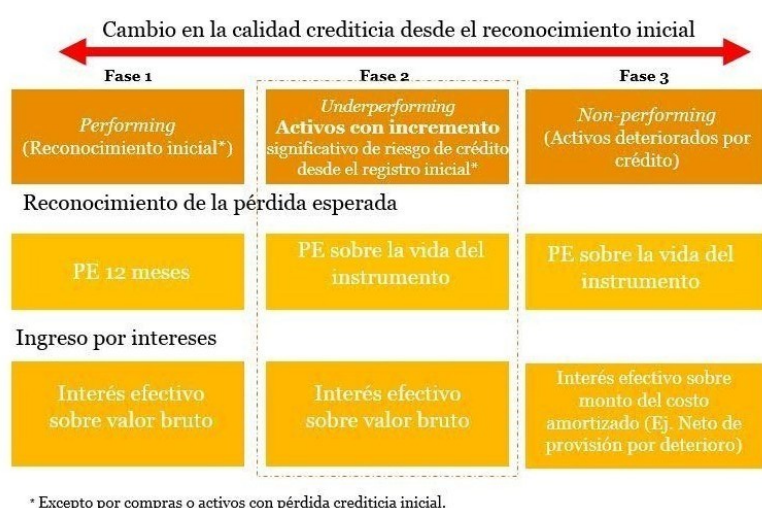 Cambio en la calidad crediticia desde el reconocimiento inicial
Fase 1
Fase 2
Fase 3
Performing
(Reconocimiento inicial*)
Underperforming
Activos con incremento
significativo de riesgo de crédito
desde el registro inicial*
Non-performing
(Activos deteriorados por
crédito)
Reconocimiento de la pérdida esperada
PE 12 meses
PE sobre la vida del
instrumento
PE sobre la vida del
instrumento
Ingreso por intereses
Interés efectivo
sobre valor bruto
Interés efectivo
sobre valor bruto
Interés efectivo sobre
monto del costo
amortizado (Ej. Neto de
provisión por deterioro)
* Excepto por compras o activos con pérdida crediticia inicial.